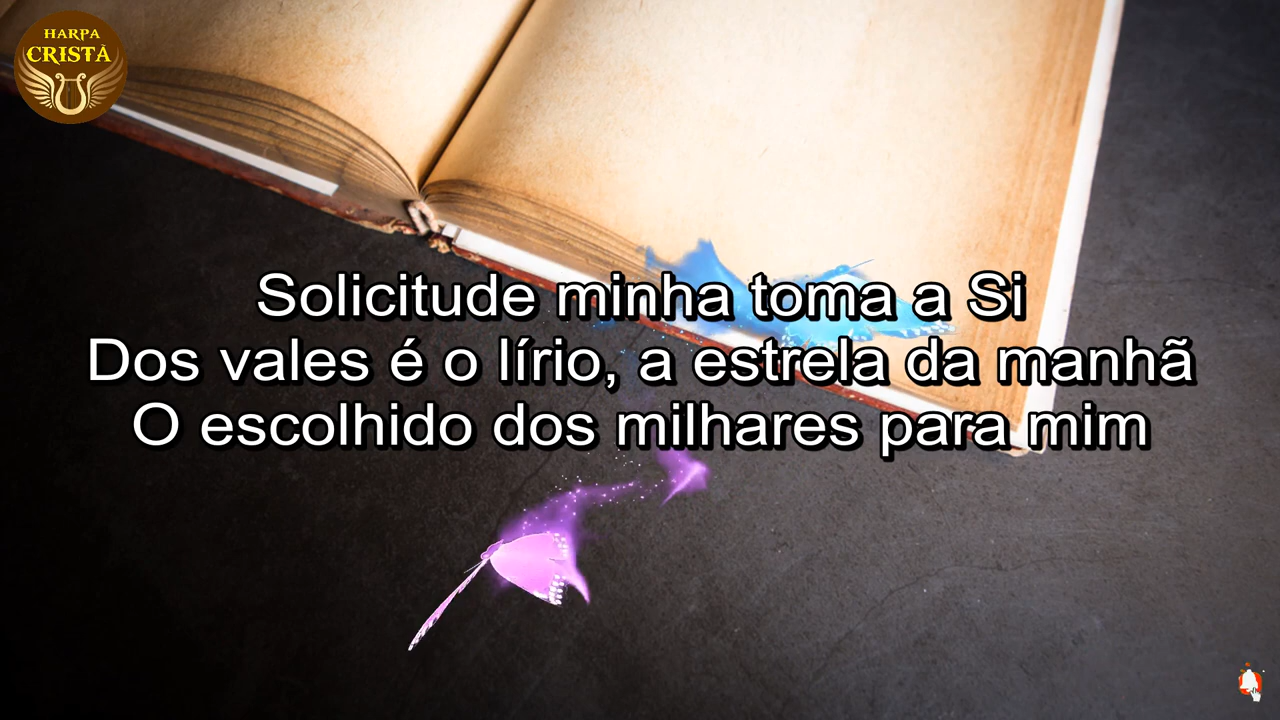 HARPA
CRISTÃ
Solicitude minha toma a Si
Dos vales é o lírio, a estrela da manhã
O escolhido dos milhares para mim